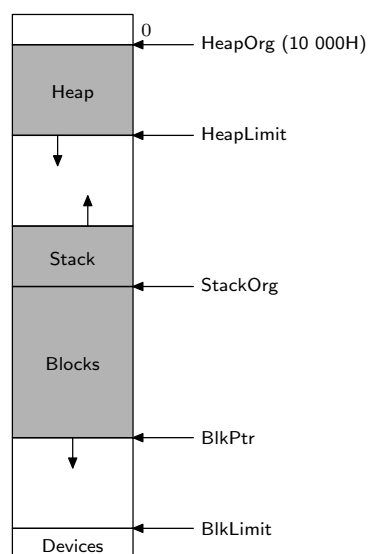 0
HeapOrg (10 000H)
Heap
HeapLimit
Stack
StackOrg
Blocks
BlkPtr
BlkLimit
Devices